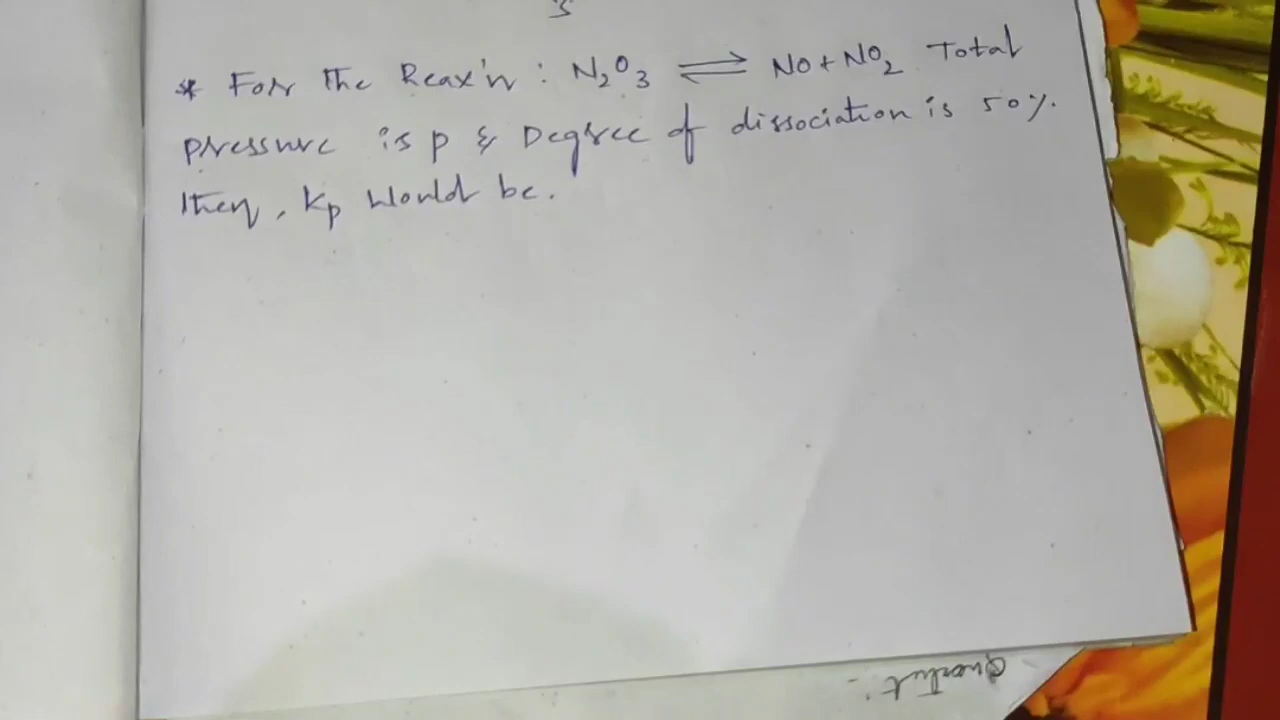 * For the Reax'n : N₂O₃ ⇌ NO + NO₂ Total
pressure is p & Degree of dissociation is 50%.
then, Kp would be.